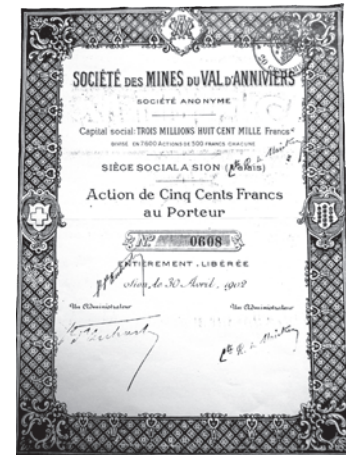 SOCIÉTÉ DES MINES DU VAL D'ANNIVIERS
SOCIÉTÉ ANONYME
Capital social: TROIS MILLIONS HUIT CENT MILLE Francs
DIVISÉ EN 7600 ACTIONS DE 500 FRANCS CHACUNE
SIÈGE SOCIAL A SION (Valais)
Action de Cinq Cents Francs
au Porteur
N° 0608
ENTIÈREMENT LIBÉRÉE
Sion, le 30 Avril, 1902
Un Administrateur Un Administrateur